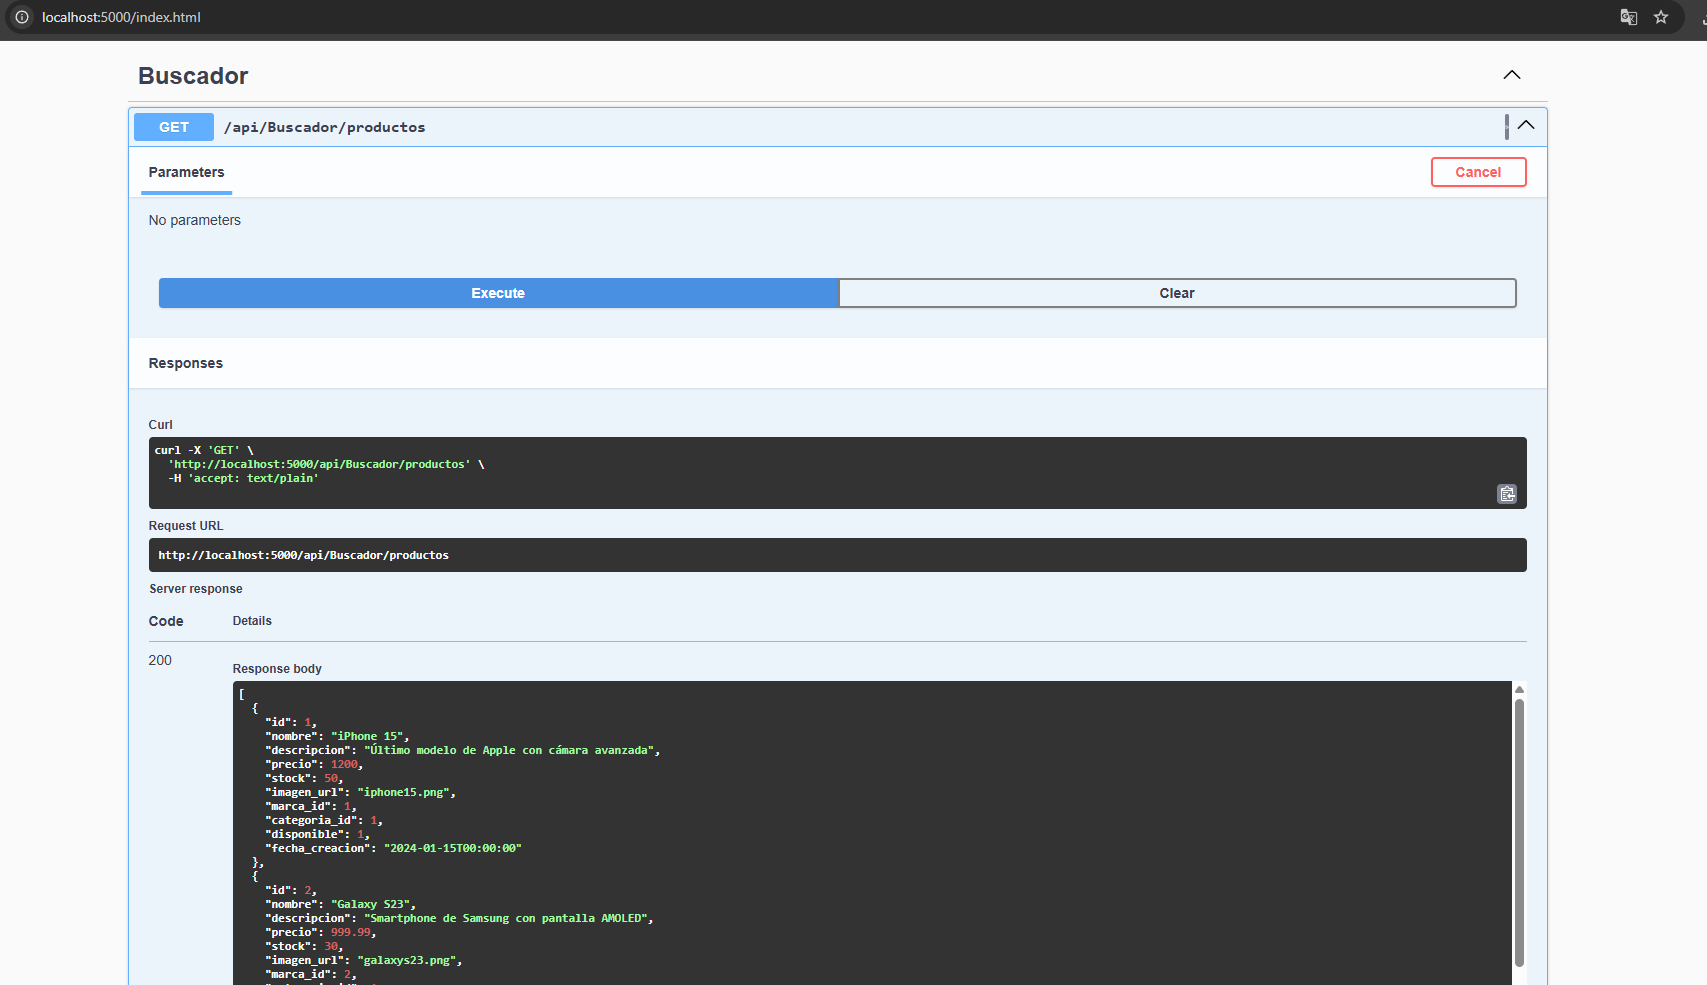 localhost:5000/index.html
Buscador
GET /api/Buscador/productos
Parameters
Cancel
No parameters
Execute
Clear
Responses
Curl
curl -X 'GET' \
  'http://localhost:5000/api/Buscador/productos' \
  -H 'accept: text/plain'
Request URL
http://localhost:5000/api/Buscador/productos
Server response
Code Details
200
Response body
[
  {
    "id": 1,
    "nombre": "iPhone 15",
    "descripcion": "Último modelo de Apple con cámara avanzada",
    "precio": 1200,
    "stock": 50,
    "imagen_url": "iphone15.png",
    "marca_id": 1,
    "categoria_id": 1,
    "disponible": 1,
    "fecha_creacion": "2024-01-15T00:00:00"
  },
  {
    "id": 2,
    "nombre": "Galaxy S23",
    "descripcion": "Smartphone de Samsung con pantalla AMOLED",
    "precio": 999.99,
    "stock": 30,
    "imagen_url": "galaxys23.png",
    "marca_id": 2,